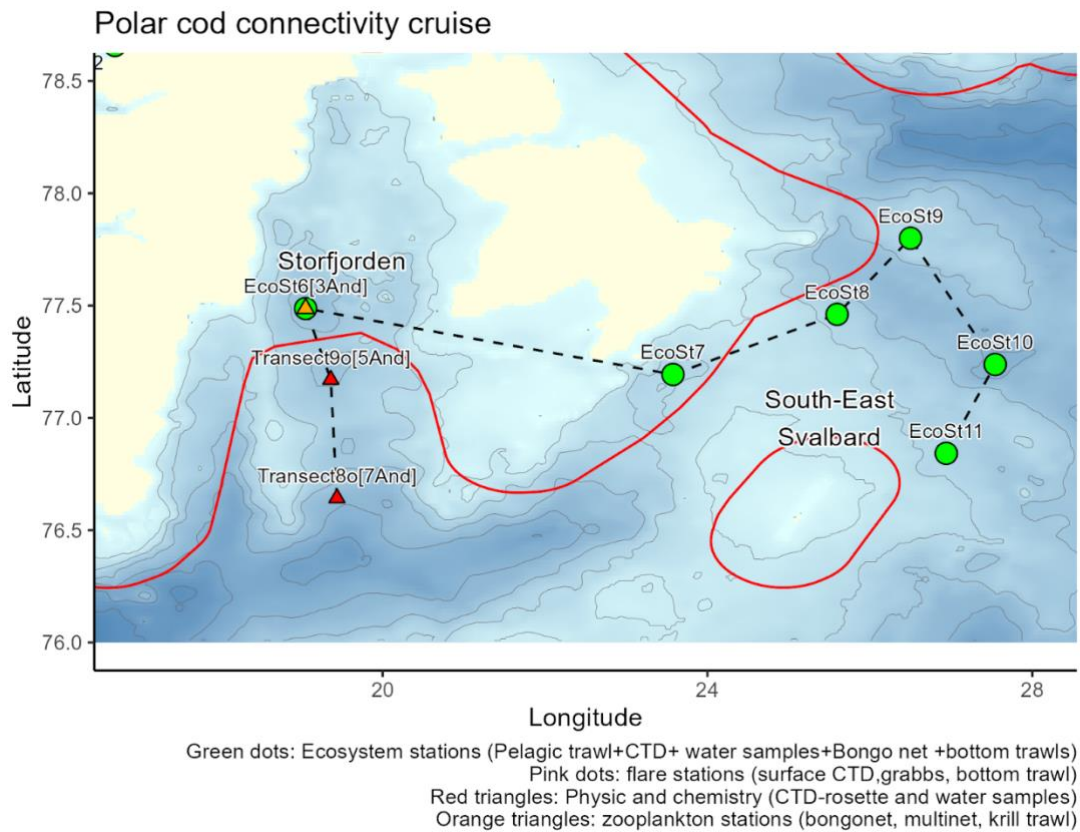 Polar cod connectivity cruise
2
78.5
78.0
77.5
77.0
76.5
76.0
Latitude
EcoSt9
Storfjorden
EcoSt6[3And]
EcoSt8
EcoSt7
EcoSt10
Transect9o[5And]
South-East
Svalbard
EcoSt11
Transect8o[7And]
20
24
28
Longitude
Green dots: Ecosystem stations (Pelagic trawl+CTD+ water samples+Bongo net +bottom trawls)
Pink dots: flare stations (surface CTD,grabbs, bottom trawl)
Red triangles: Physic and chemistry (CTD-rosette and water samples)
Orange triangles: zooplankton stations (bongonet, multinet, krill trawl)